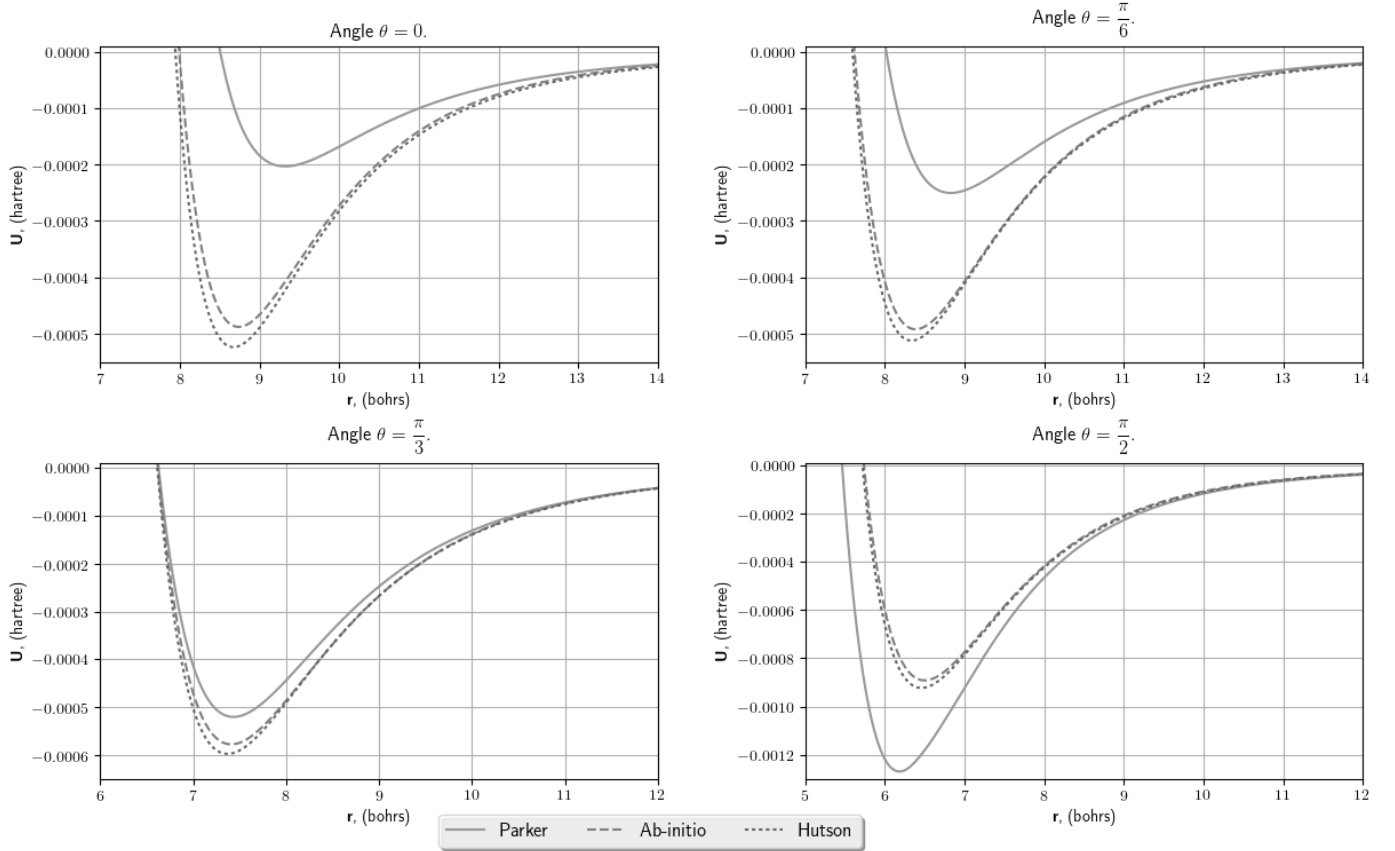 Angle θ = 0.
0.0000
−0.0001
−0.0002
−0.0003
−0.0004
−0.0005
U, (hartree)
7 8 9 10 11 12 13 14
r, (bohrs)
Angle θ = π/6.
0.0000
−0.0001
−0.0002
−0.0003
−0.0004
−0.0005
U, (hartree)
7 8 9 10 11 12 13 14
r, (bohrs)
Angle θ = π/3.
0.0000
−0.0001
−0.0002
−0.0003
−0.0004
−0.0005
−0.0006
U, (hartree)
6 7 8 9 10 11 12
r, (bohrs)
Angle θ = π/2.
0.0000
−0.0002
−0.0004
−0.0006
−0.0008
−0.0010
−0.0012
U, (hartree)
5 6 7 8 9 10 11 12
r, (bohrs)
Parker Ab-initio Hutson